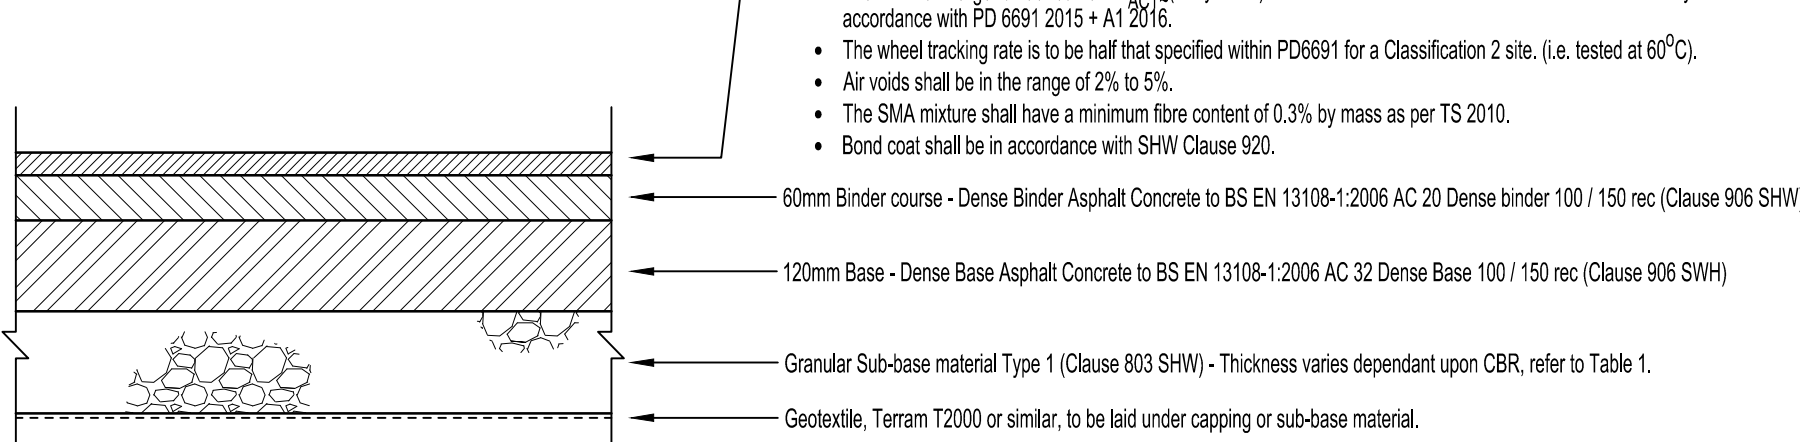 accordance with PD 6691 2015 + A1 2016.
• The wheel tracking rate is to be half that specified within PD6691 for a Classification 2 site. (i.e. tested at 60⁰C).
• Air voids shall be in the range of 2% to 5%.
• The SMA mixture shall have a minimum fibre content of 0.3% by mass as per TS 2010.
• Bond coat shall be in accordance with SHW Clause 920.
60mm Binder course - Dense Binder Asphalt Concrete to BS EN 13108-1:2006 AC 20 Dense binder 100 / 150 rec (Clause 906 SHW)
120mm Base - Dense Base Asphalt Concrete to BS EN 13108-1:2006 AC 32 Dense Base 100 / 150 rec (Clause 906 SWH)
Granular Sub-base material Type 1 (Clause 803 SHW) - Thickness varies dependant upon CBR, refer to Table 1.
Geotextile, Terram T2000 or similar, to be laid under capping or sub-base material.